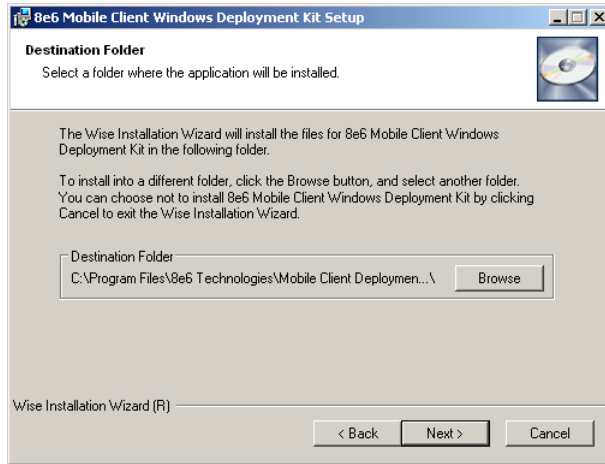 8e6 Mobile Client Windows Deployment Kit Setup
Destination Folder
Select a folder where the application will be installed.
The Wise Installation Wizard will install the files for 8e6 Mobile Client Windows
Deployment Kit in the following folder.
To install into a different folder, click the Browse button, and select another folder.
You can choose not to install 8e6 Mobile Client Windows Deployment Kit by clicking
Cancel to exit the Wise Installation Wizard.
Destination Folder
C:\Program Files\8e6 Technologies\Mobile Client Deploymen...\ Browse
Wise Installation Wizard (R)
< Back Next > Cancel